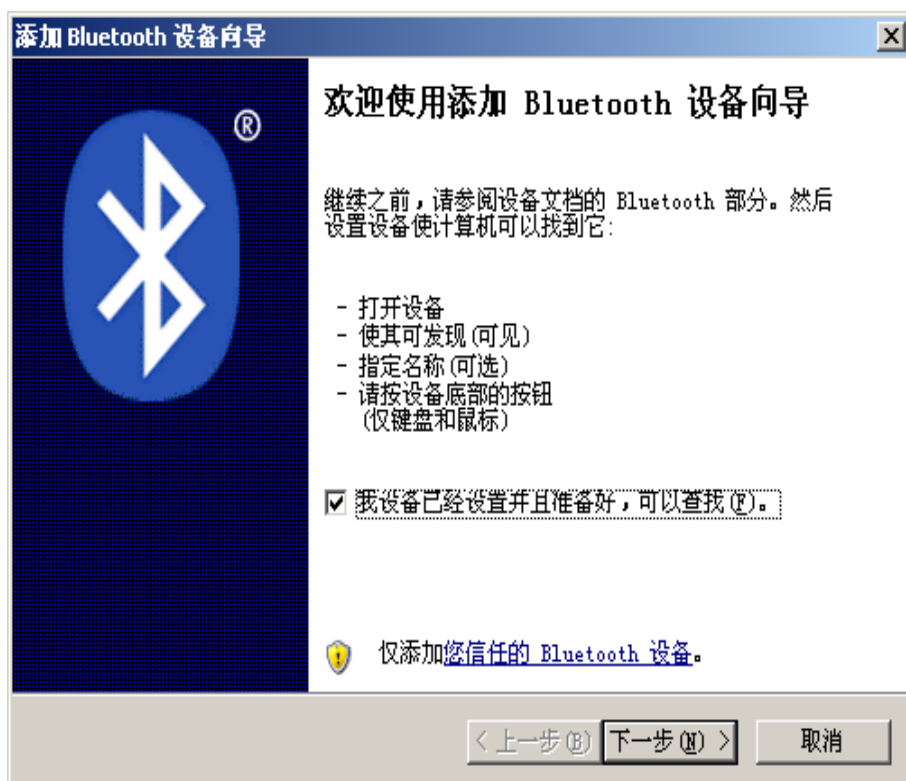 添加 Bluetooth 设备向导
®
欢迎使用添加 Bluetooth 设备向导
继续之前，请参阅设备文档的 Bluetooth 部分。然后
设置设备使计算机可以找到它:
- 打开设备
- 使其可发现(可见)
- 指定名称(可选)
- 请按设备底部的按钮
(仅键盘和鼠标)
我设备已经设置并且准备好，可以查找(F)。
仅添加您信任的 Bluetooth 设备。
< 上一步(B) 下一步(N) > 取消